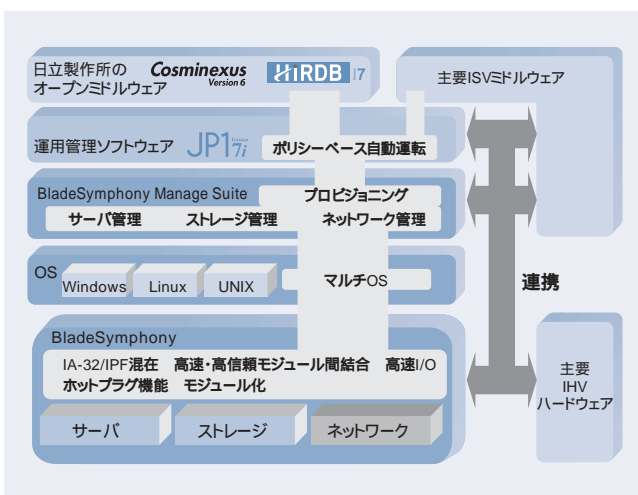 日立製作所の
オープンミドルウェア
Cosminexus
Version 6
HiRDB
主要ISVミドルウェア
運用管理ソフトウェア
JP1 Version 7i
ポリシーベース自動運転
BladeSymphony Manage Suite
プロビジョニング
サーバ管理 ストレージ管理 ネットワーク管理
OS
Windows
Linux
UNIX
マルチOS
連携
BladeSymphony
IA-32/IPF混在 高速・高信頼モジュール間結合 高速I/O
ホットプラグ機能 モジュール化
サーバ
ストレージ
ネットワーク
主要
IHV
ハードウェア